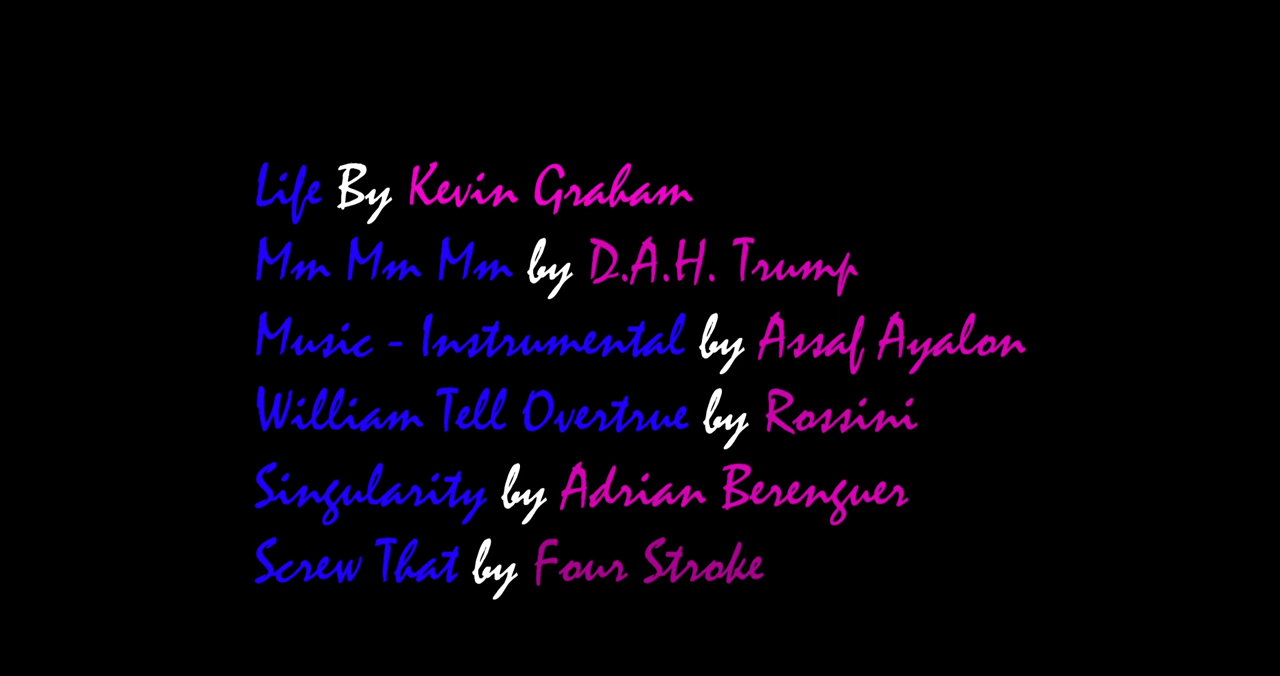 Life By Kevin Graham
Mm Mm Mm by D.A.H. Trump
Music - Instrumental by Assaf Ayalon
William Tell Overtrue by Rossini
Singularity by Adrian Berenguer
Screw That by Four Stroke